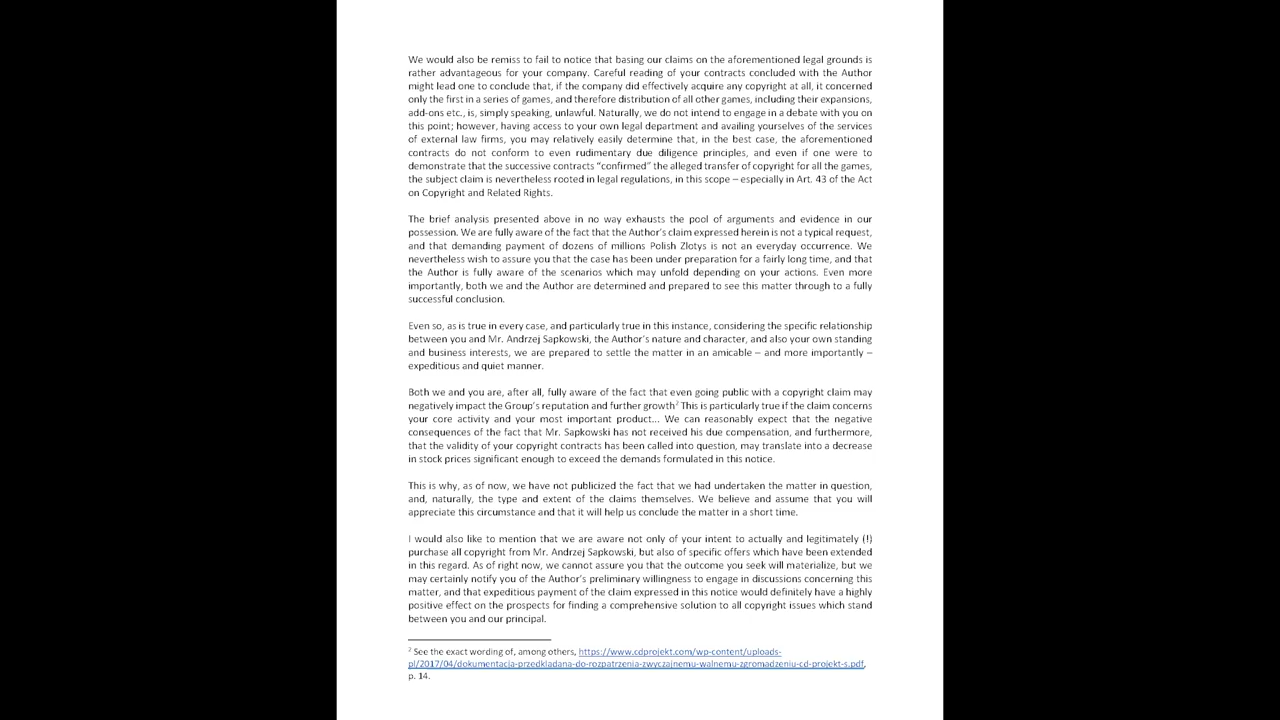 We would also be remiss to fail to notice that basing our claims on the aforementioned legal grounds is
rather advantageous for your company. Careful reading of your contracts concluded with the Author
might lead one to conclude that, if the company did effectively acquire any copyright at all, it concerned
only the first in a series of games, and therefore distribution of all other games, including their expansions,
add-ons etc., is, simply speaking, unlawful. Naturally, we do not intend to engage in a debate with you on
this point; however, having access to your own legal department and availing yourselves of the services
of external law firms, you may relatively easily determine that, in the best case, the aforementioned
contracts do not conform to even rudimentary due diligence principles, and even if one were to
demonstrate that the successive contracts “confirmed” the alleged transfer of copyright for all the games,
the subject claim is nevertheless rooted in legal regulations, in this scope – especially in Art. 43 of the Act
on Copyright and Related Rights.
The brief analysis presented above in no way exhausts the pool of arguments and evidence in our
possession. We are fully aware of the fact that the Author’s claim expressed herein is not a typical request,
and that demanding payment of dozens of millions Polish Zlotys is not an everyday occurrence. We
nevertheless wish to assure you that the case has been under preparation for a fairly long time, and that
the Author is fully aware of the scenarios which may unfold depending on your actions. Even more
importantly, both we and the Author are determined and prepared to see this matter through to a fully
successful conclusion.
Even so, as is true in every case, and particularly true in this instance, considering the specific relationship
between you and Mr. Andrzej Sapkowski, the Author’s nature and character, and also your own standing
and business interests, we are prepared to settle the matter in an amicable – and more importantly –
expeditious and quiet manner.
Both we and you are, after all, fully aware of the fact that even going public with a copyright claim may
negatively impact the Group’s reputation and further growth2 This is particularly true if the claim concerns
your core activity and your most important product... We can reasonably expect that the negative
consequences of the fact that Mr. Sapkowski has not received his due compensation, and furthermore,
that the validity of your copyright contracts has been called into question, may translate into a decrease
in stock prices significant enough to exceed the demands formulated in this notice.
This is why, as of now, we have not publicized the fact that we had undertaken the matter in question,
and, naturally, the type and extent of the claims themselves. We believe and assume that you will
appreciate this circumstance and that it will help us conclude the matter in a short time.
I would also like to mention that we are aware not only of your intent to actually and legitimately (!)
purchase all copyright from Mr. Andrzej Sapkowski, but also of specific offers which have been extended
in this regard. As of right now, we cannot assure you that the outcome you seek will materialize, but we
may certainly notify you of the Author’s preliminary willingness to engage in discussions concerning this
matter, and that expeditious payment of the claim expressed in this notice would definitely have a highly
positive effect on the prospects for finding a comprehensive solution to all copyright issues which stand
between you and our principal.
2 See the exact wording of, among others, https://www.cdprojekt.com/wp-content/uploads-
pl/2017/04/dokumentacja-przedkladana-do-rozpatrzenia-zwyczajnemu-walnemu-zgromadzeniu-cd-projekt-s.pdf,
p. 14.